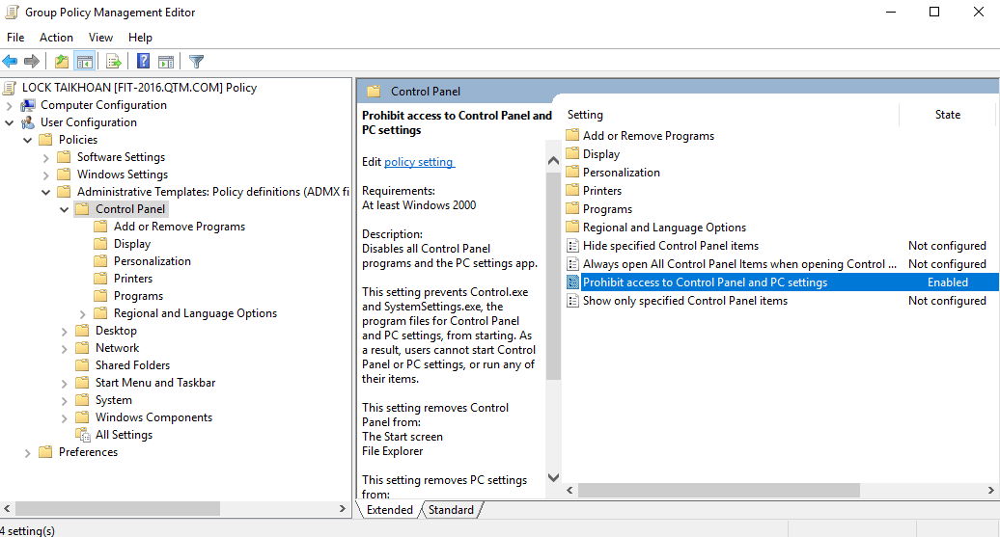 Group Policy Management Editor
File Action View Help
LOCK TAIKHOAN [FIT-2016.QTM.COM] Policy
Computer Configuration
User Configuration
Policies
Software Settings
Windows Settings
Administrative Templates: Policy definitions (ADMX fi
Control Panel
Add or Remove Programs
Display
Personalization
Printers
Programs
Regional and Language Options
Desktop
Network
Shared Folders
Start Menu and Taskbar
System
Windows Components
All Settings
Preferences
Control Panel
Prohibit access to Control Panel and
PC settings
Edit policy setting
Requirements:
At least Windows 2000
Description:
Disables all Control Panel
programs and the PC settings app.
This setting prevents Control.exe
and SystemSettings.exe, the
program files for Control Panel
and PC settings, from starting. As
a result, users cannot start Control
Panel or PC settings, or run any of
their items.
This setting removes Control
Panel from:
The Start screen
File Explorer
This setting removes PC settings
from:
Setting State
Add or Remove Programs
Display
Personalization
Printers
Programs
Regional and Language Options
Hide specified Control Panel items Not configured
Always open All Control Panel Items when opening Control ... Not configured
Prohibit access to Control Panel and PC settings Enabled
Show only specified Control Panel items Not configured
Extended Standard
4 setting(s)